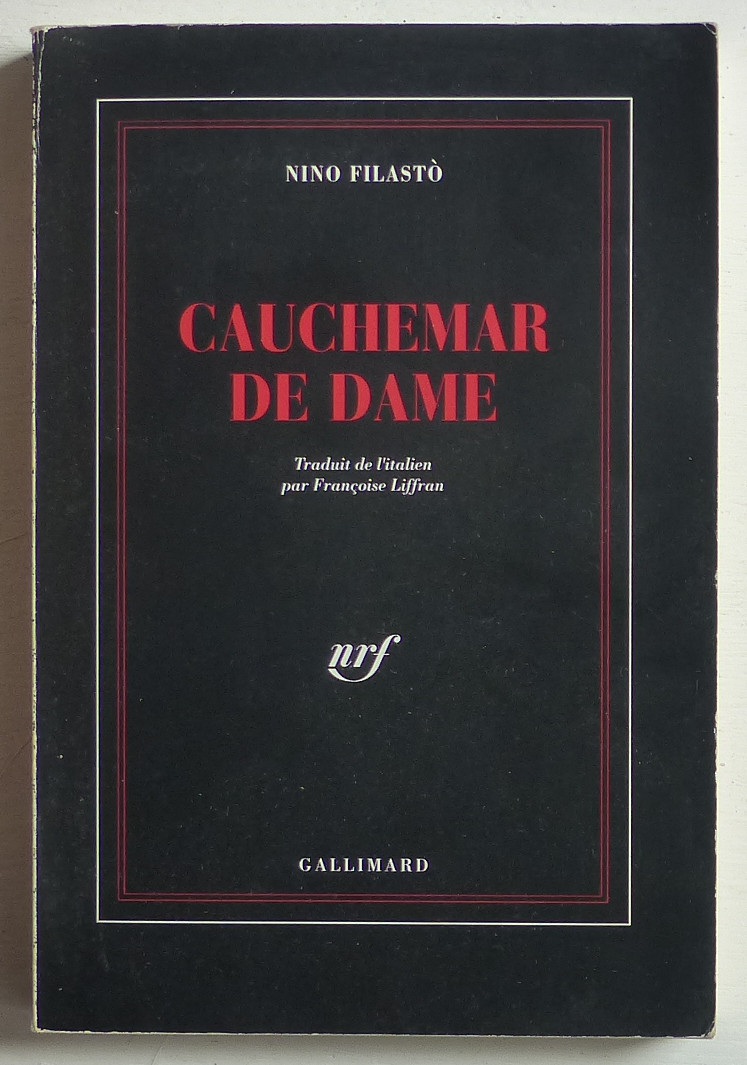 NINO FILASTÒ
CAUCHEMAR
DE DAME
Traduit de l'italien
par Françoise Liffran
nrf
GALLIMARD